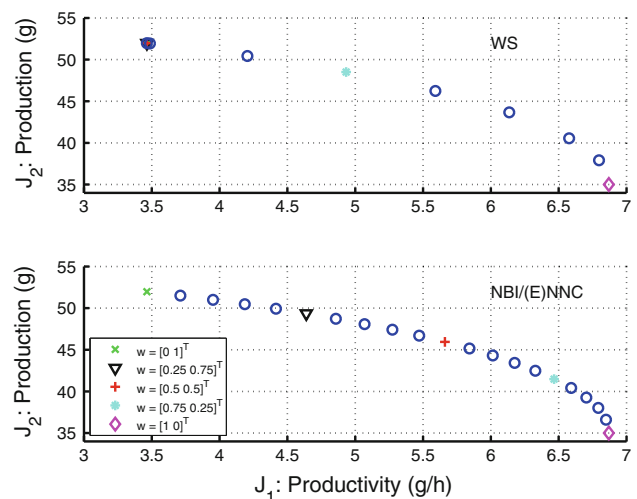 55
50
45
40
35
3
3.5
4
4.5
5
5.5
6
6.5
7
J₂: Production (g)
WS
55
50
45
40
35
3
3.5
4
4.5
5
5.5
6
6.5
7
J₂: Production (g)
NBI/(E)NNC
w = [0 1]ᵀ
w = [0.25 0.75]ᵀ
w = [0.5 0.5]ᵀ
w = [0.75 0.25]ᵀ
w = [1 0]ᵀ
J₁: Productivity (g/h)